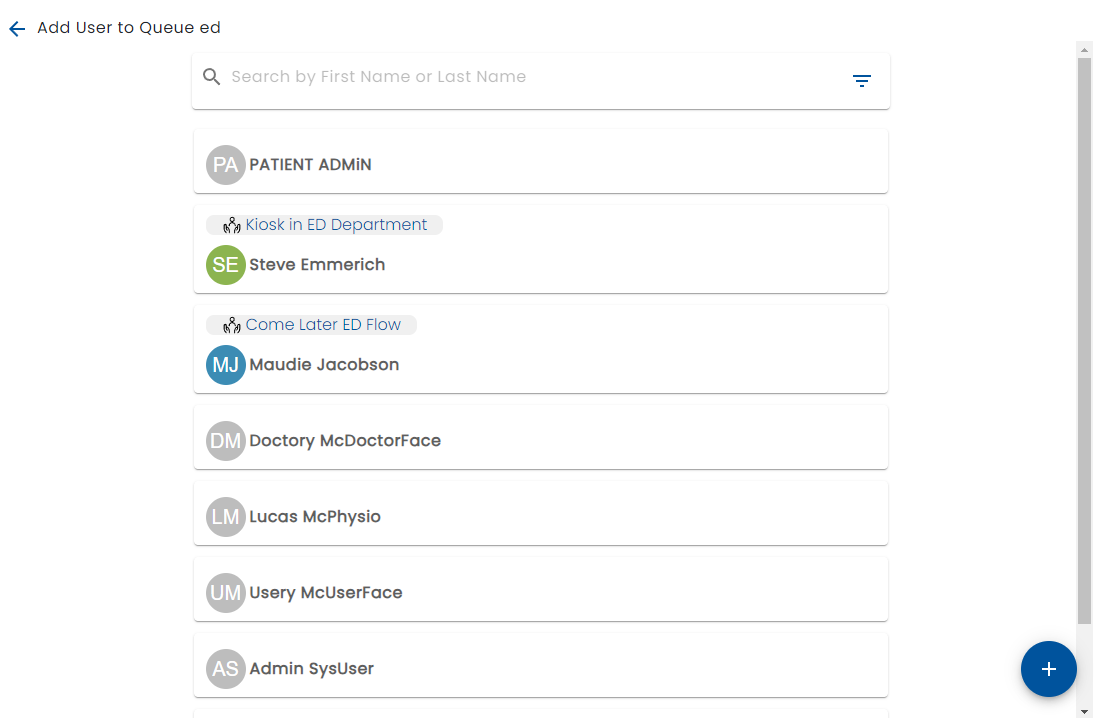 Add User to Queue ed
Search by First Name or Last Name
PA PATIENT ADMiN
Kiosk in ED Department
SE Steve Emmerich
Come Later ED Flow
MJ Maudie Jacobson
DM Doctory McDoctorFace
LM Lucas McPhysio
UM Usery McUserFace
AS Admin SysUser